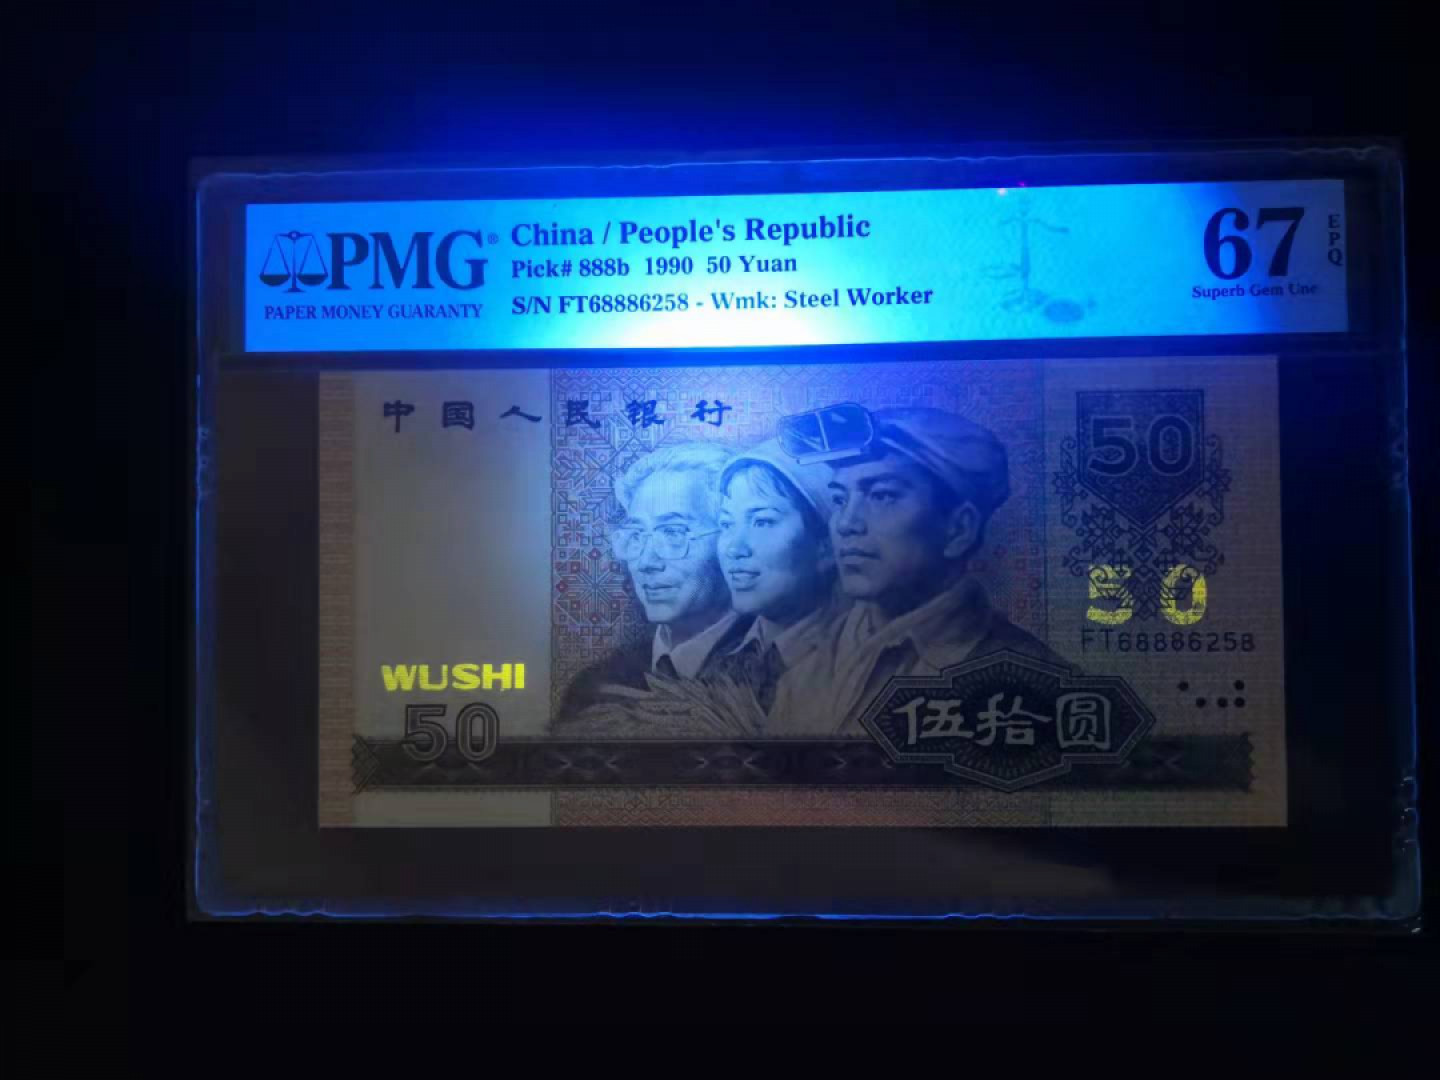 PMG®
PAPER MONEY GUARANTY
China / People's Republic
Pick# 888b 1990 50 Yuan
S/N FT68886258 - Wmk: Steel Worker
67
EPQ
Superb Gem Unc
中国人民银行
50
50
FT68886258
WUSHI
50
伍拾圆